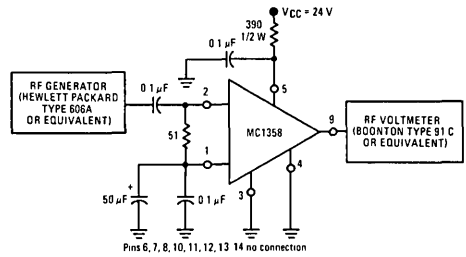 VCC = 24 V
390
1/2 W
0 1 µF
5
RF GENERATOR
(HEWLETT PACKARD
TYPE 606A
OR EQUIVALENT)
0 1 µF
2
51
MC1358
9
RF VOLTMETER
(BOONTON TYPE 91 C
OR EQUIVALENT)
1
4
3
+
50 µF
0 1 µF
Pins 6, 7, 8, 10, 11, 12, 13 14 no connection